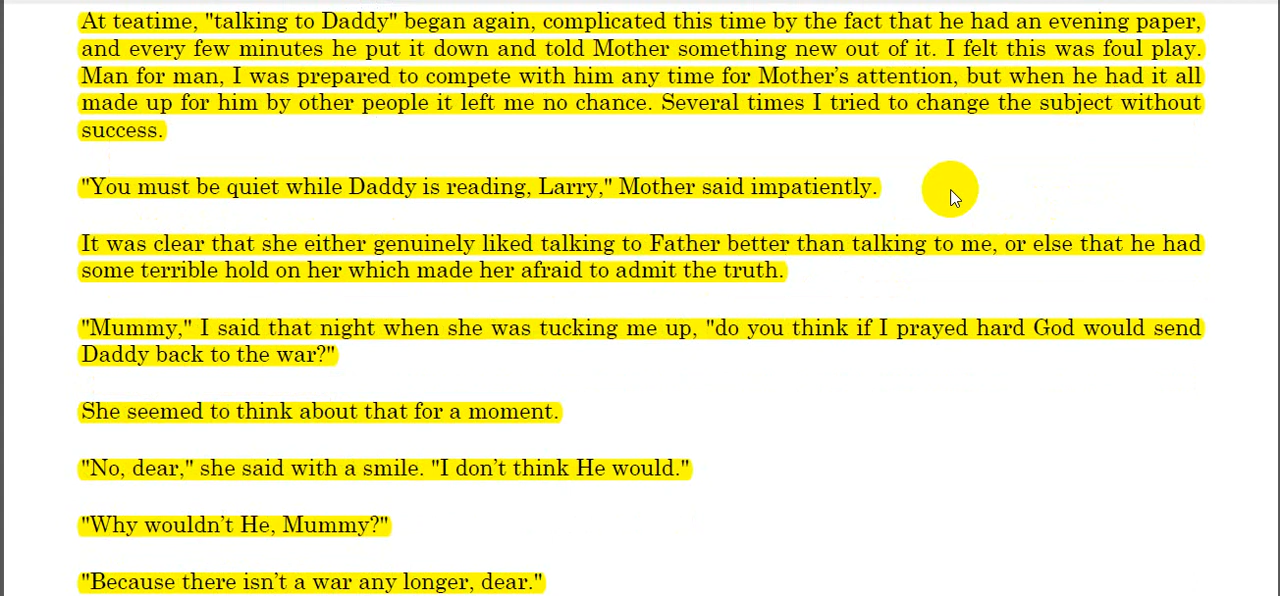 At teatime, "talking to Daddy" began again, complicated this time by the fact that he had an evening paper,
and every few minutes he put it down and told Mother something new out of it. I felt this was foul play.
Man for man, I was prepared to compete with him any time for Mother's attention, but when he had it all
made up for him by other people it left me no chance. Several times I tried to change the subject without
success.
"You must be quiet while Daddy is reading, Larry," Mother said impatiently.
It was clear that she either genuinely liked talking to Father better than talking to me, or else that he had
some terrible hold on her which made her afraid to admit the truth.
"Mummy," I said that night when she was tucking me up, "do you think if I prayed hard God would send
Daddy back to the war?"
She seemed to think about that for a moment.
"No, dear," she said with a smile. "I don't think He would."
"Why wouldn't He, Mummy?"
"Because there isn't a war any longer, dear."